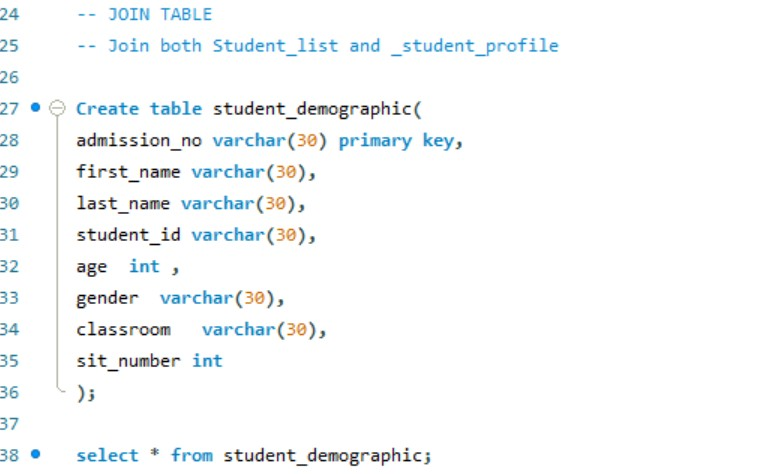 24 -- JOIN TABLE
25 -- Join both Student_list and _student_profile
26
27 Create table student_demographic(
28 admission_no varchar(30) primary key,
29 first_name varchar(30),
30 last_name varchar(30),
31 student_id varchar(30),
32 age  int ,
33 gender  varchar(30),
34 classroom   varchar(30),
35 sit_number int
36 );
37
38 select * from student_demographic;